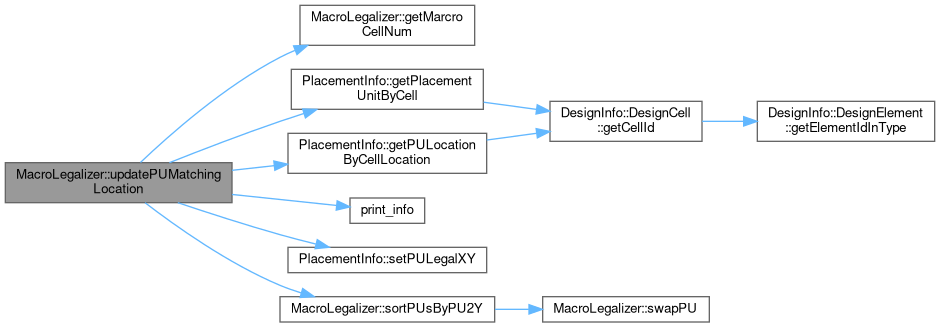 MacroLegalizer::getMarcro
CellNum
PlacementInfo::getPlacement
UnitByCell
DesignInfo::DesignCell
::getCellId
DesignInfo::DesignElement
::getElementIdInType
PlacementInfo::getPULocation
ByCellLocation
MacroLegalizer::updatePUMatching
Location
print_info
PlacementInfo::setPULegalXY
MacroLegalizer::sortPUsByPU2Y
MacroLegalizer::swapPU